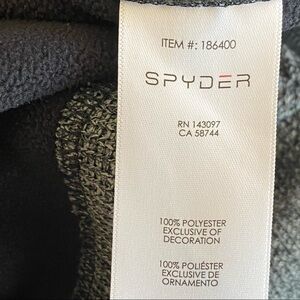 ITEM #: 186400
SPYDER
RN 143097
CA 58744
100% POLYESTER
EXCLUSIVE OF
DECORATION
100% POLIÉSTER
EXCLUSIVE DE
ORNAMENTO